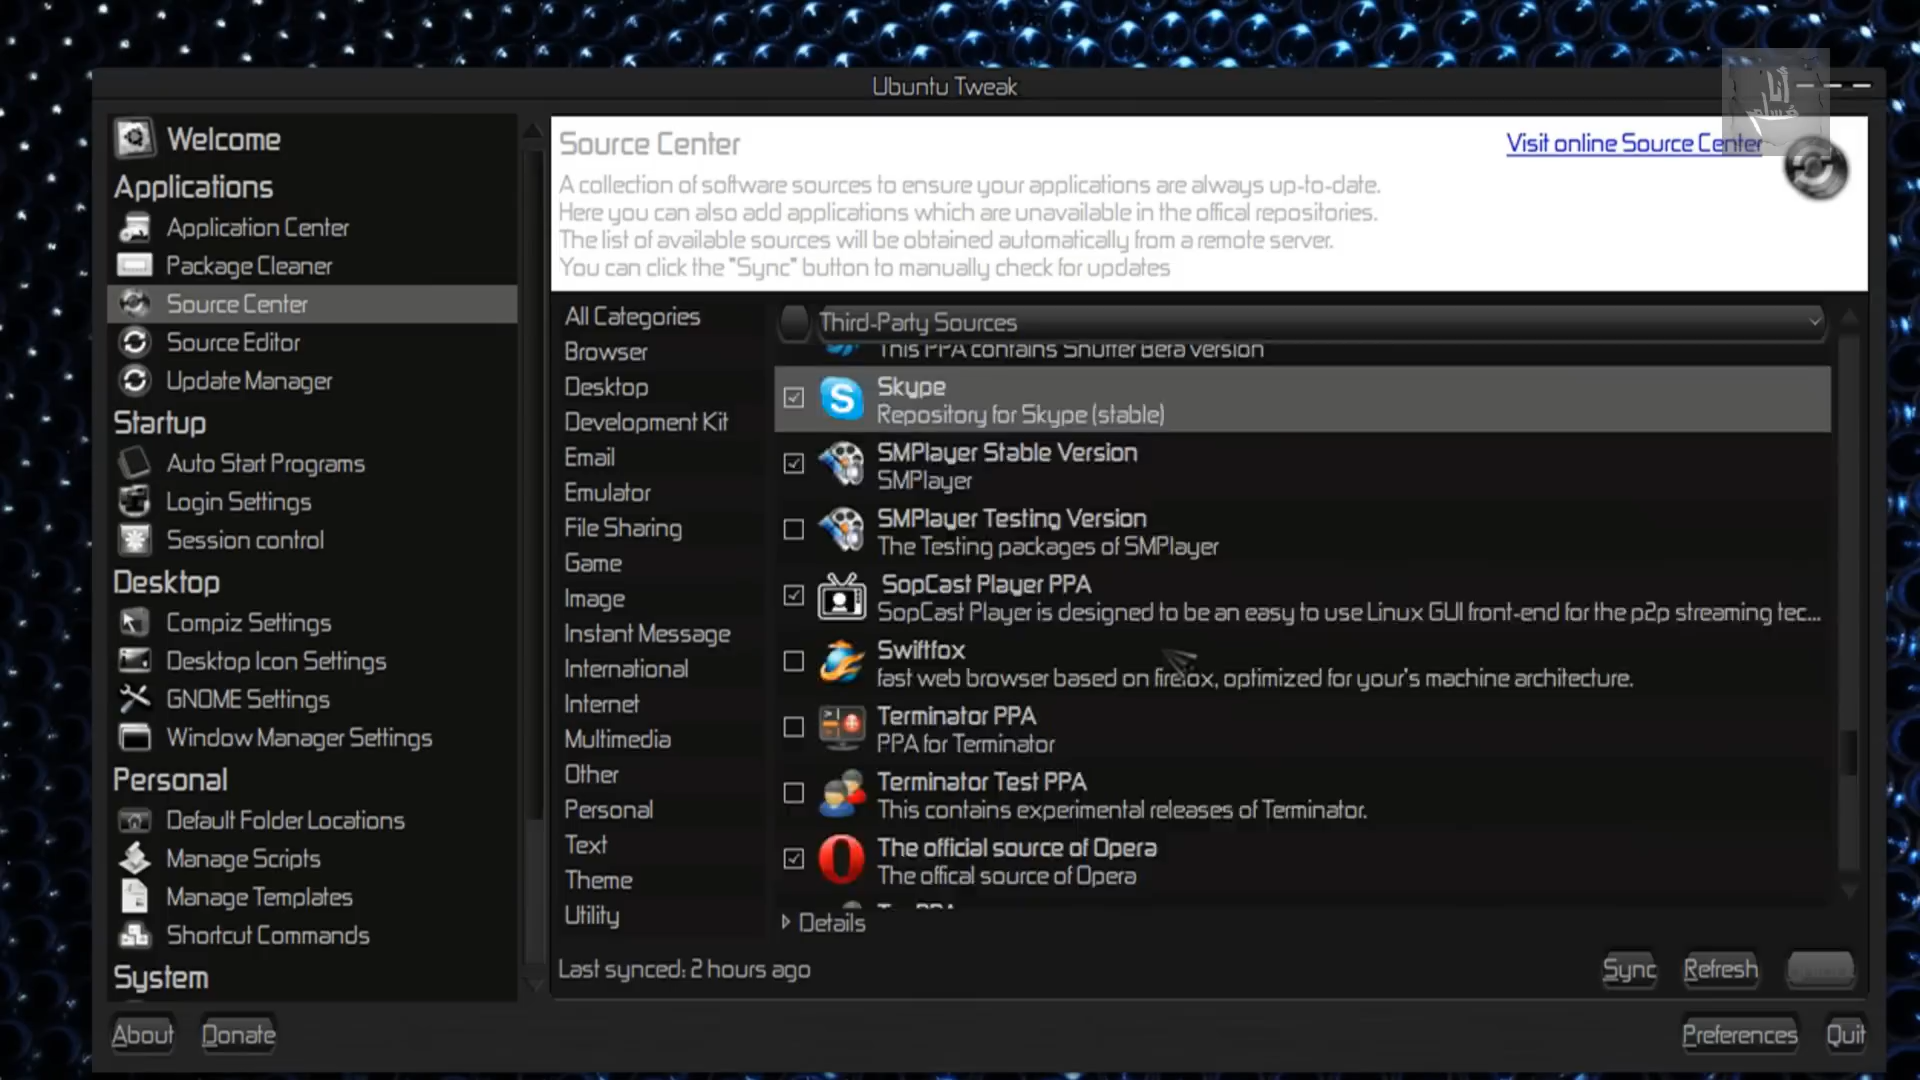 Ubuntu Tweak
Welcome
Applications
Application Center
Package Cleaner
Source Center
Source Editor
Update Manager
Startup
Auto Start Programs
Login Settings
Session control
Desktop
Compiz Settings
Desktop Icon Settings
GNOME Settings
Window Manager Settings
Personal
Default Folder Locations
Manage Scripts
Manage Templates
Shortcut Commands
System
About
Donate
Source Center
Visit online Source Center
A collection of software sources to ensure your applications are always up-to-date.
Here you can also add applications which are unavailable in the offical repositories.
The list of available sources will be obtained automatically from a remote server.
You can click the "Sync" button to manually check for updates
All Categories
Browser
Desktop
Development Kit
Email
Emulator
File Sharing
Game
Image
Instant Message
International
Internet
Multimedia
Other
Personal
Text
Theme
Utility
Third-Party Sources
This PPA contains Shutter Beta version
Skype
Repository for Skype (stable)
SMPlayer Stable Version
SMPlayer
SMPlayer Testing Version
The Testing packages of SMPlayer
SopCast Player PPA
SopCast Player is designed to be an easy to use Linux GUI front-end for the p2p streaming tec...
Swiftfox
fast web browser based on firefox, optimized for your's machine architecture.
Terminator PPA
PPA for Terminator
Terminator Test PPA
This contains experimental releases of Terminator.
The official source of Opera
The offical source of Opera
Details
Last synced: 2 hours ago
Sync
Refresh
Preferences
Quit